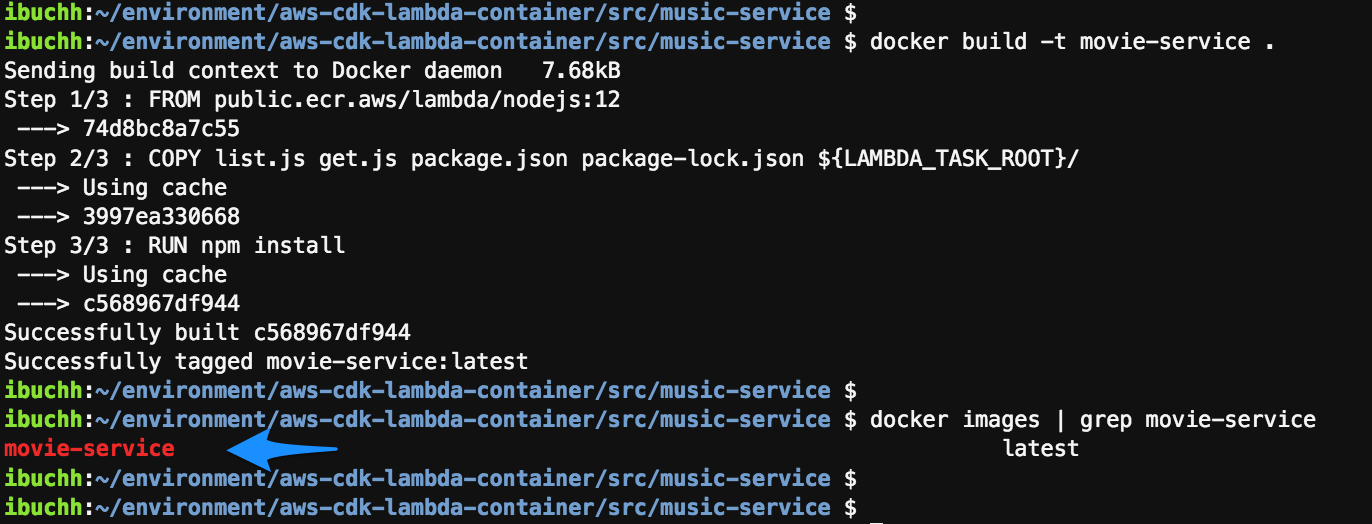 ibuchh:~/environment/aws-cdk-lambda-container/src/music-service $
ibuchh:~/environment/aws-cdk-lambda-container/src/music-service $ docker build -t movie-service .
Sending build context to Docker daemon   7.68kB
Step 1/3 : FROM public.ecr.aws/lambda/nodejs:12
 ---> 74d8bc8a7c55
Step 2/3 : COPY list.js get.js package.json package-lock.json ${LAMBDA_TASK_ROOT}/
 ---> Using cache
 ---> 3997ea330668
Step 3/3 : RUN npm install
 ---> Using cache
 ---> c568967df944
Successfully built c568967df944
Successfully tagged movie-service:latest
ibuchh:~/environment/aws-cdk-lambda-container/src/music-service $
ibuchh:~/environment/aws-cdk-lambda-container/src/music-service $ docker images | grep movie-service
movie-service                                                               latest
ibuchh:~/environment/aws-cdk-lambda-container/src/music-service $
ibuchh:~/environment/aws-cdk-lambda-container/src/music-service $